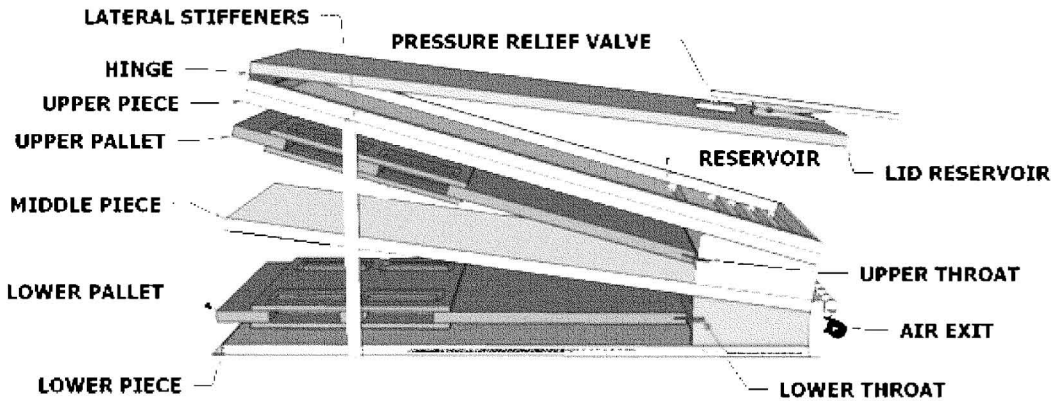 LATERAL STIFFENERS
PRESSURE RELIEF VALVE
HINGE
UPPER PIECE
UPPER PALLET
RESERVOIR
LID RESERVOIR
MIDDLE PIECE
UPPER THROAT
LOWER PALLET
AIR EXIT
LOWER PIECE
LOWER THROAT